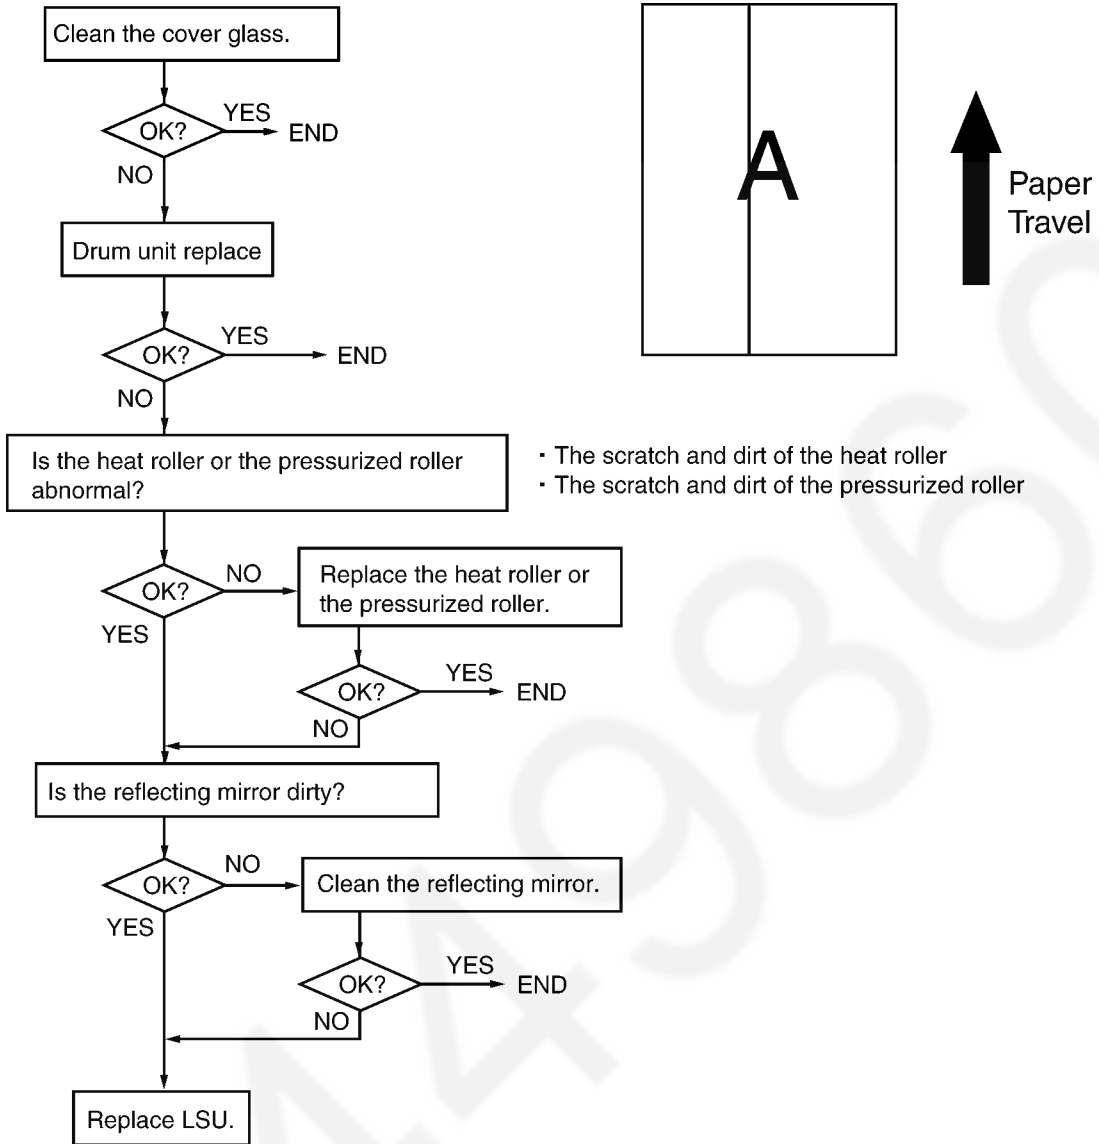 Clean the cover glass.
OK?
YES
END
NO
Drum unit replace
OK?
YES
END
NO
Is the heat roller or the pressurized roller
abnormal?
OK?
NO
Replace the heat roller or
the pressurized roller.
YES
OK?
YES
END
NO
Is the reflecting mirror dirty?
OK?
NO
Clean the reflecting mirror.
YES
OK?
YES
END
NO
Replace LSU.
A
Paper
Travel
· The scratch and dirt of the heat roller
· The scratch and dirt of the pressurized roller
449860